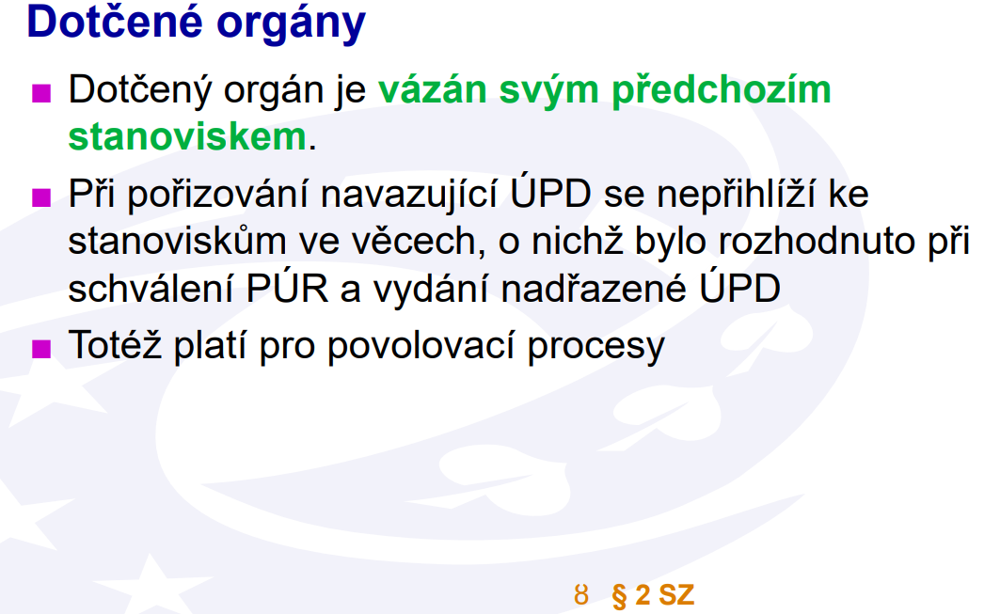 Dotčené orgány
Dotčený orgán je vázán svým předchozím
stanoviskem.
Při pořizování navazující ÚPD se nepřihlíží ke
stanoviskům ve věcech, o nichž bylo rozhodnuto při
schválení PÚR a vydání nadřazené ÚPD
Totéž platí pro povolovací procesy
8 § 2 SZ